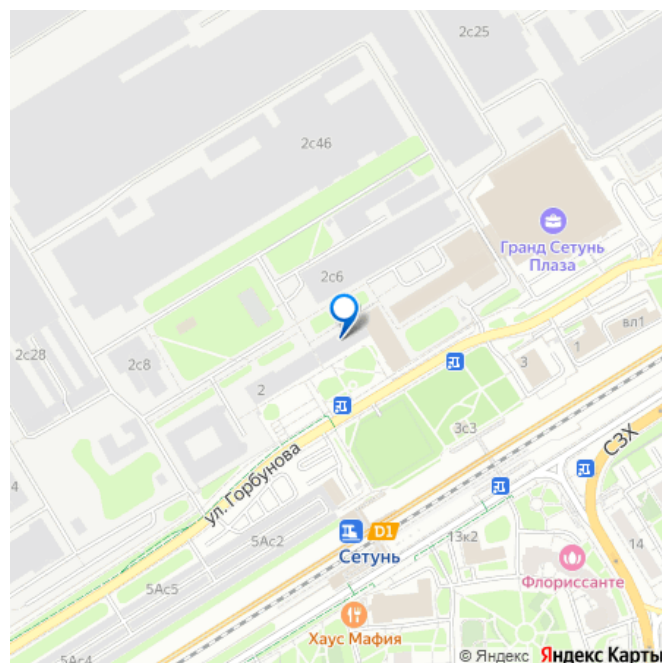 2с25
2с46
Гранд Сетунь
Плаза
2с6
2с28
2с8
2
вл1
1
3
3с3
СЗХ
4
ул. Горбунова
5Ас2
D1
Сетунь
13к2
14
Флориссанте
5Ас5
Хаус Мафия
5Ас4
© Яндекс Яндекс Карты